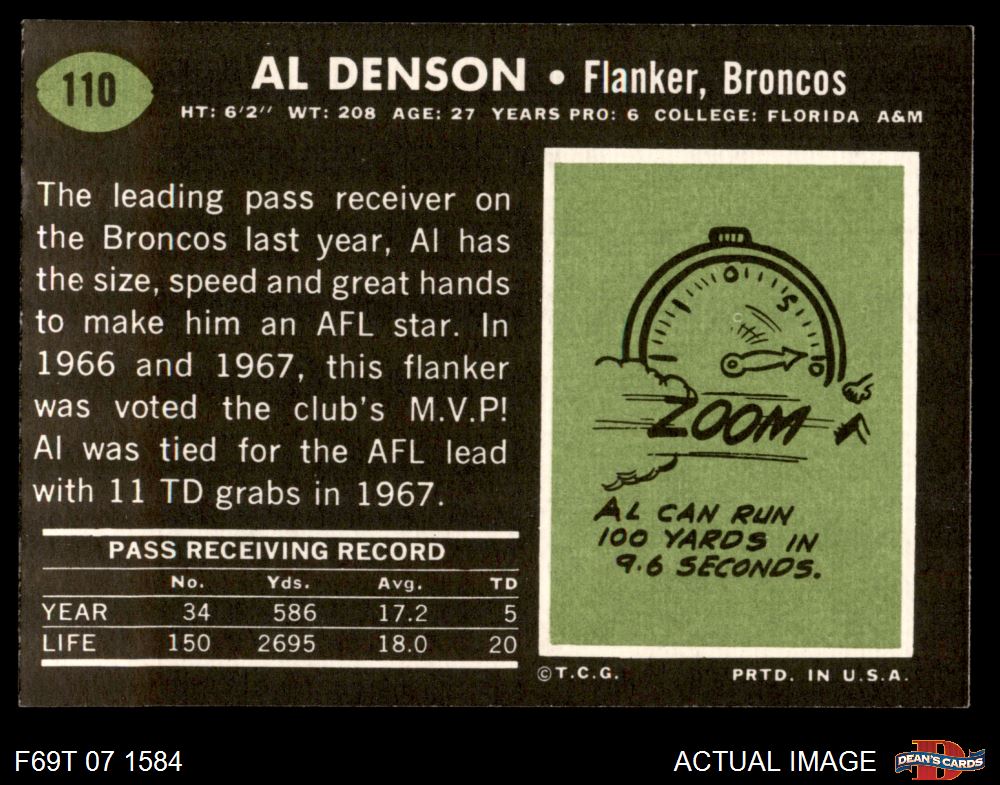 110
AL DENSON • Flanker, Broncos
HT: 6'2" WT: 208 AGE: 27 YEARS PRO: 6 COLLEGE: FLORIDA A&M
The leading pass receiver on
the Broncos last year, Al has
the size, speed and great hands
to make him an AFL star. In
1966 and 1967, this flanker
was voted the club's M.V.P!
Al was tied for the AFL lead
with 11 TD grabs in 1967.
PASS RECEIVING RECORD
No. Yds. Avg. TD
YEAR 34 586 17.2 5
LIFE 150 2695 18.0 20
0
5
10
ZOOM
AL CAN RUN
100 YARDS IN
9.6 SECONDS.
©T.C.G. PRTD. IN U.S.A.
F69T 07 1584
ACTUAL IMAGE
D
DEAN'S CARDS